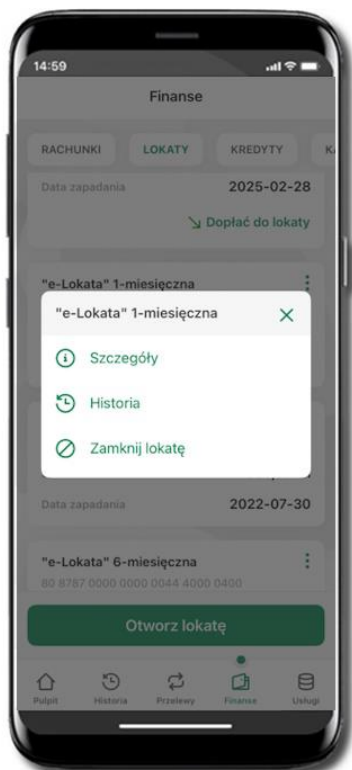 14:59
Finanse
RACHUNKI LOKATY KREDYTY KA
Data zapadania 2025-02-28
Dopłać do lokaty
"e-Lokata" 1-miesięczna
"e-Lokata" 1-miesięczna
Szczegóły
Historia
Zamknij lokatę
Data zapadania 2022-07-30
"e-Lokata" 6-miesięczna
80 8787 0000 0000 0044 4000 0400
Otworz lokatę
Pulpit Historia Przelewy Finanse Usługi